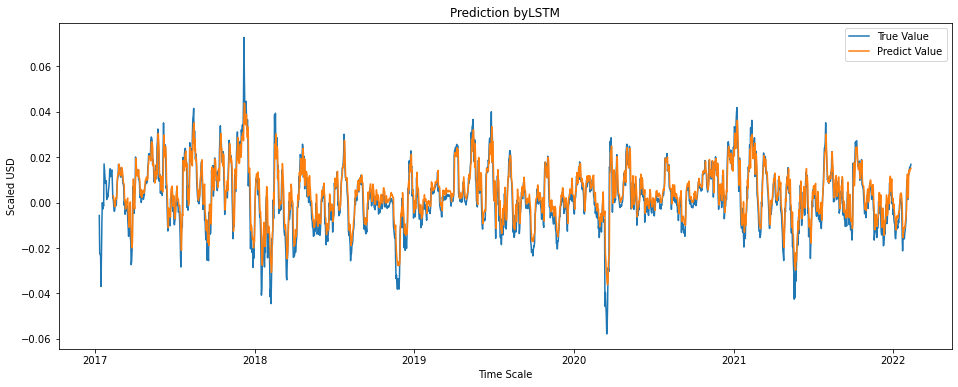 Prediction byLSTM
True Value
Predict Value
Scaled USD
0.06
0.04
0.02
0.00
−0.02
−0.04
−0.06
2017 2018 2019 2020 2021 2022
Time Scale